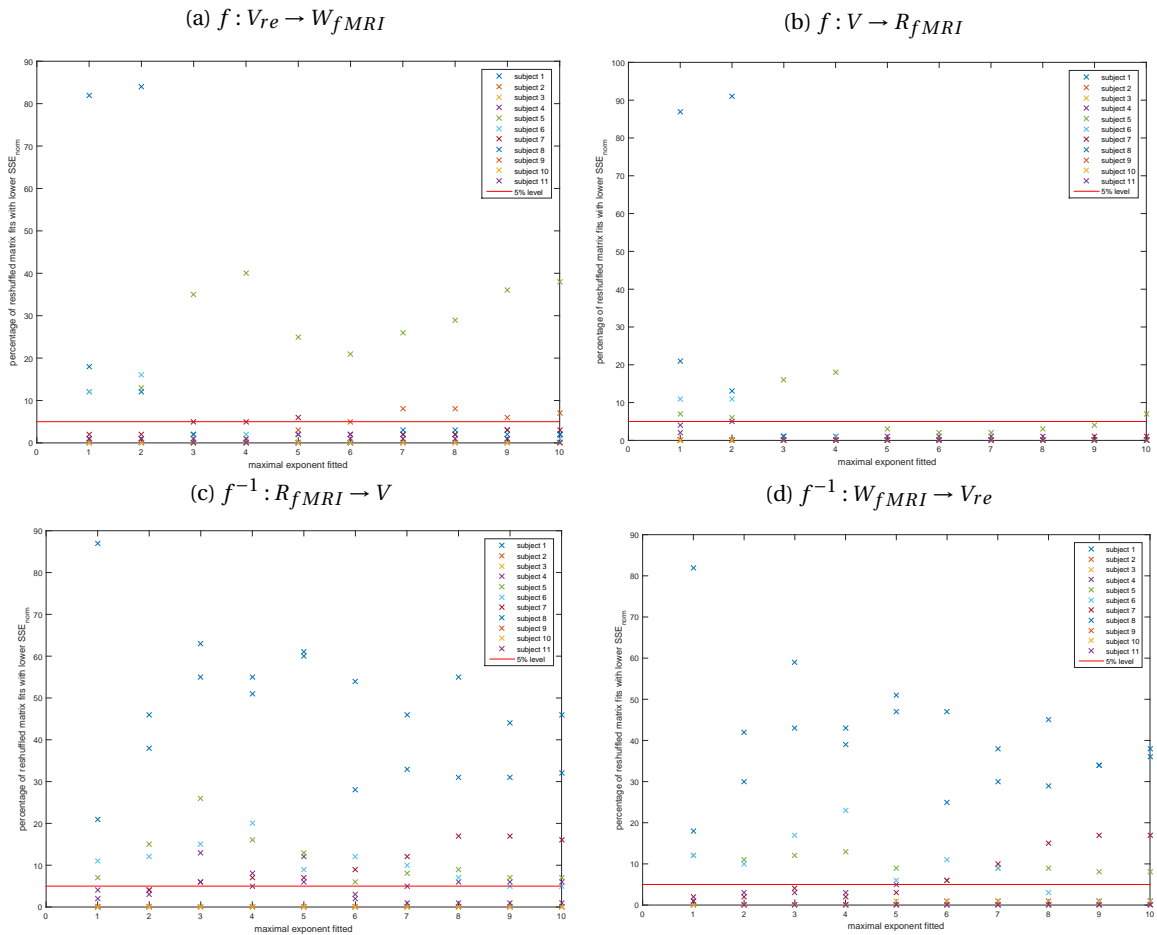 (a) f : V_re → W_fMRI
percentage of reshuffled matrix fits with lower SSE_norm
90
80
70
60
50
40
30
20
10
0
0 1 2 3 4 5 6 7 8 9 10
maximal exponent fitted
subject 1
subject 2
subject 3
subject 4
subject 5
subject 6
subject 7
subject 8
subject 9
subject 10
subject 11
5% level
(b) f : V → R_fMRI
percentage of reshuffled matrix fits with lower SSE_norm
100
90
80
70
60
50
40
30
20
10
0
0 1 2 3 4 5 6 7 8 9 10
maximal exponent fitted
subject 1
subject 2
subject 3
subject 4
subject 5
subject 6
subject 7
subject 8
subject 9
subject 10
subject 11
5% level
(c) f⁻¹ : R_fMRI → V
percentage of reshuffled matrix fits with lower SSE_norm
90
80
70
60
50
40
30
20
10
0
0 1 2 3 4 5 6 7 8 9 10
maximal exponent fitted
subject 1
subject 2
subject 3
subject 4
subject 5
subject 6
subject 7
subject 8
subject 9
subject 10
subject 11
5% level
(d) f⁻¹ : W_fMRI → V_re
percentage of reshuffled matrix fits with lower SSE_norm
90
80
70
60
50
40
30
20
10
0
0 1 2 3 4 5 6 7 8 9 10
maximal exponent fitted
subject 1
subject 2
subject 3
subject 4
subject 5
subject 6
subject 7
subject 8
subject 9
subject 10
subject 11
5% level